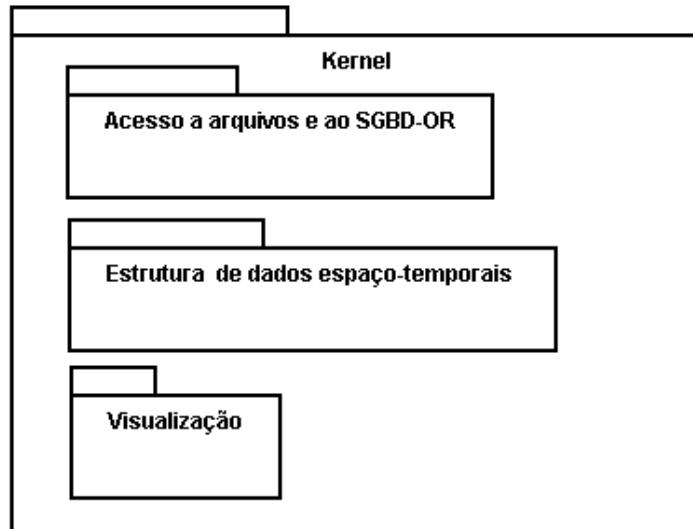 Kernel
Acesso a arquivos e ao SGBD-OR
Estrutura de dados espaço-temporais
Visualização